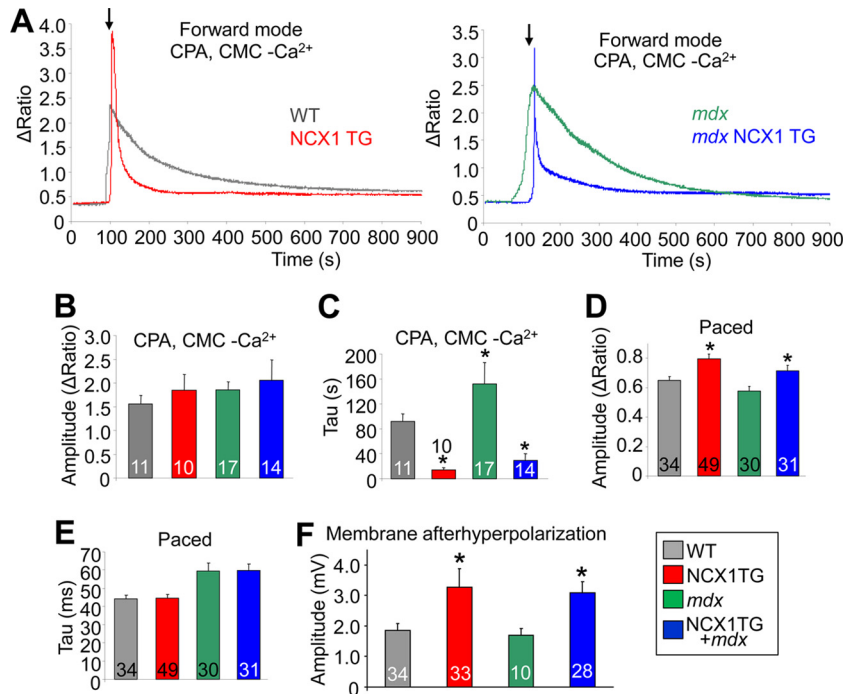 A
Forward mode
CPA, CMC -Ca²⁺
WT
NCX1 TG
ΔRatio
4.0
3.5
3.0
2.5
2.0
1.5
1.0
0.5
0
0 100 200 300 400 500 600 700 800 900
Time (s)
Forward mode
CPA, CMC -Ca²⁺
mdx
mdx NCX1 TG
ΔRatio
3.5
3.0
2.5
2.0
1.5
1.0
0.5
0
0 100 200 300 400 500 600 700 800 900
Time (s)
B
CPA, CMC -Ca²⁺
Amplitude (ΔRatio)
3.0
2.5
2.0
1.5
1.0
0.5
0.0
11 10 17 14
C
CPA, CMC -Ca²⁺
Tau (s)
200
160
120
80
40
0
*
10
* *
11 17 14
D
Paced
Amplitude (ΔRatio)
0.8
0.6
0.4
0.2
0
* *
34 49 30 31
E
Paced
Tau (ms)
70
60
50
40
30
20
10
0
34 49 30 31
F
Membrane afterhyperpolarization
Amplitude (mV)
4.0
3.0
2.0
1.0
.0
* *
34 33 10 28
WT
NCX1TG
mdx
NCX1TG
+mdx